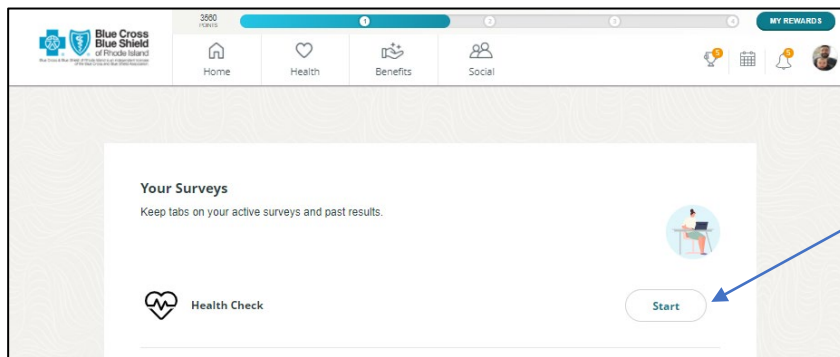 3660
POINTS
1
2
3
4
MY REWARDS
Blue Cross
Blue Shield
of Rhode Island
Home
Health
Benefits
Social
5
5
Your Surveys
Keep tabs on your active surveys and past results.
Health Check
Start